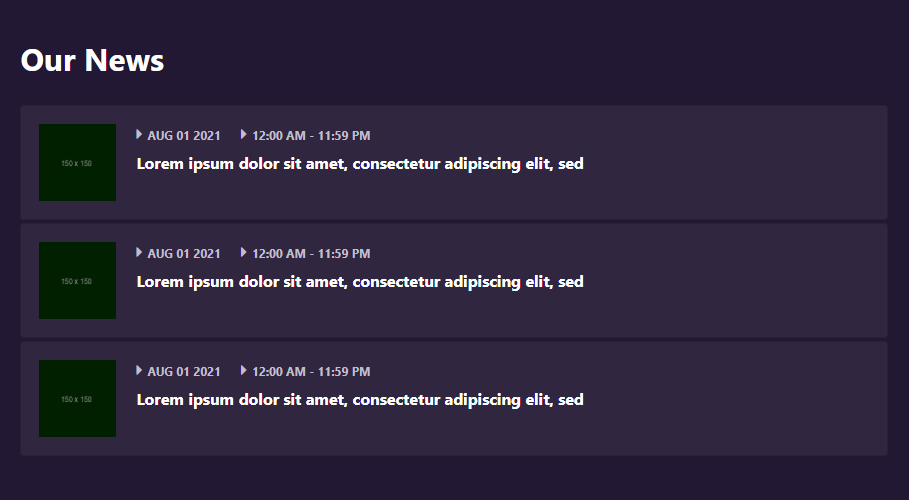 Our News
150 x 150
AUG 01 2021 12:00 AM - 11:59 PM
Lorem ipsum dolor sit amet, consectetur adipiscing elit, sed
150 x 150
AUG 01 2021 12:00 AM - 11:59 PM
Lorem ipsum dolor sit amet, consectetur adipiscing elit, sed
150 x 150
AUG 01 2021 12:00 AM - 11:59 PM
Lorem ipsum dolor sit amet, consectetur adipiscing elit, sed